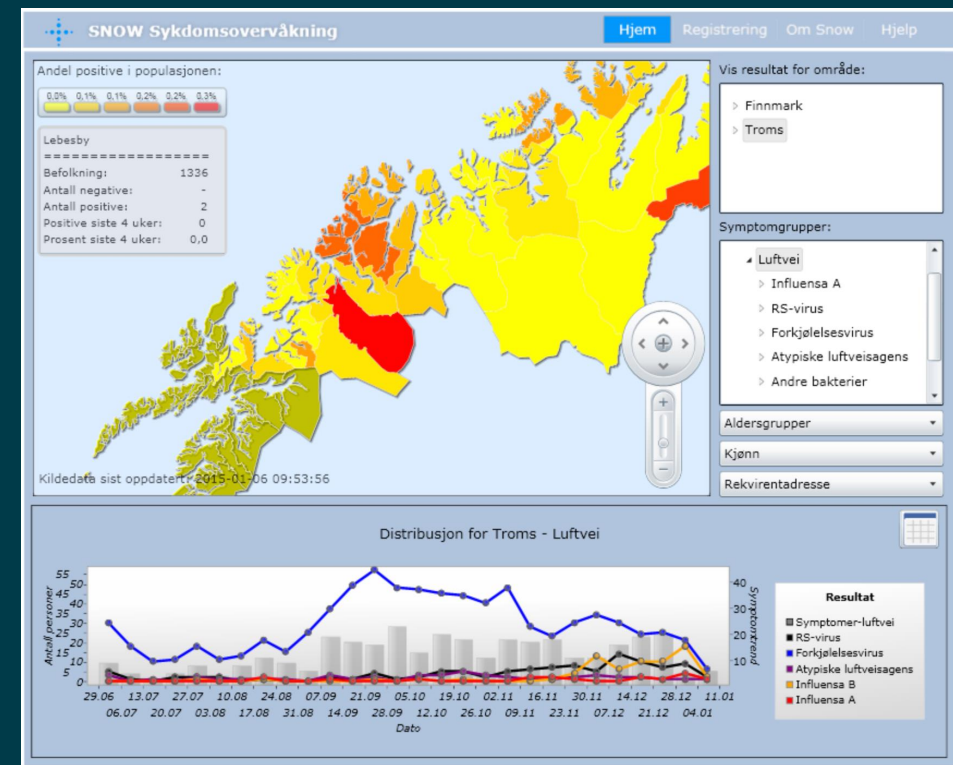 SNOW Sykdomsovervåkning
Hjem Registrering Om Snow Hjelp
Andel positive i populasjonen:
0,0% 0,1% 0,1% 0,2% 0,2% 0,3%
Lebesby
==================
Befolkning: 1336
Antall negative: -
Antall positive: 2
Positive siste 4 uker: 0
Prosent siste 4 uker: 0,0
Kildedata sist oppdatert: 2015-01-06 09:53:56
Vis resultat for område:
Finnmark
Troms
Symptomgrupper:
Luftvei
Influensa A
RS-virus
Forkjølelsesvirus
Atypiske luftveisagens
Andre bakterier
Aldersgrupper
Kjønn
Rekvirentadresse
Distribusjon for Troms - Luftvei
Antall personer
55
50
45
40
35
30
25
20
15
10
5
0
40
30
20
10
Symptomtrend
29.06 13.07 27.07 10.08 24.08 07.09 21.09 05.10 19.10 02.11 16.11 30.11 14.12 28.12 11.01
06.07 20.07 03.08 17.08 31.08 14.09 28.09 12.10 26.10 09.11 23.11 07.12 21.12 04.01
Dato
Resultat
Symptomer-luftvei
RS-virus
Forkjølelsesvirus
Atypiske luftveisagens
Influensa B
Influensa A